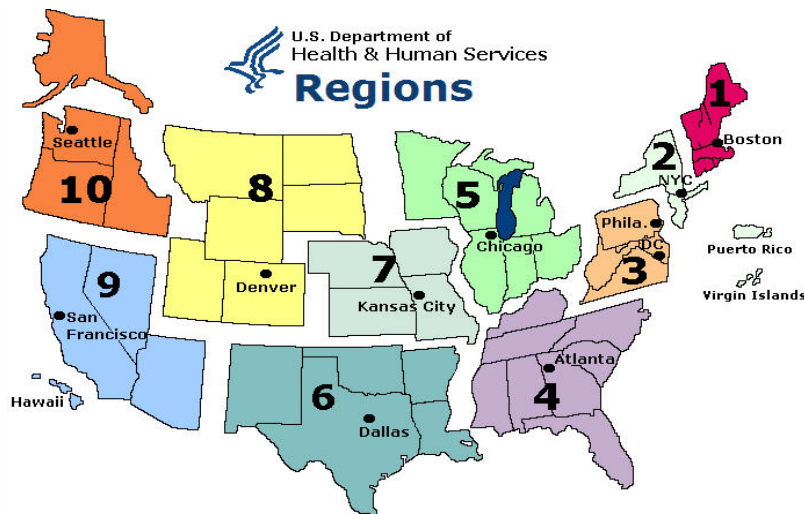 U.S. Department of
Health & Human Services
Regions
1
Boston
2
NYC
Seattle
10
8
5
Phila.
DC
3
Puerto Rico
Virgin Islands
Chicago
7
Kansas City
Denver
9
San
Francisco
Hawaii
6
Dallas
Atlanta
4